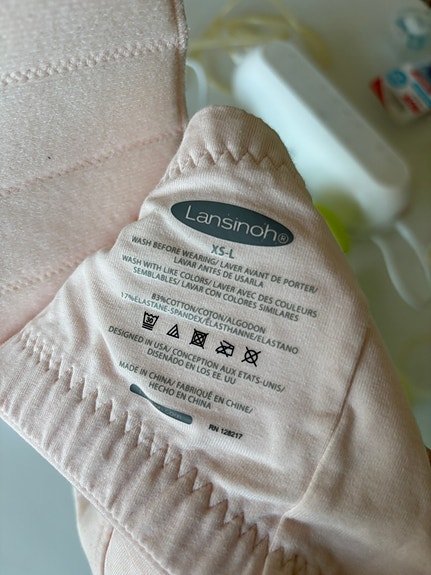 Lansinoh®
XS-L
WASH BEFORE WEARING/ LAVER AVANT DE PORTER/
LAVAR ANTES DE USARLA
WASH WITH LIKE COLORS/ LAVER AVEC DES COULEURS
SEMBLABLES/ LAVAR CON COLORES SIMILARES
83%COTTON/COTON/ALGODON
17%ELASTANE-SPANDEX/ÉLASTHANNE/ELASTANO
30
DESIGNED IN USA/ CONCEPTION AUX ETATS-UNIS/
DISENADO EN LOS EE. UU
MADE IN CHINA/ FABRIQUÉ EN CHINE/
HECHO EN CHINA
RN 128217